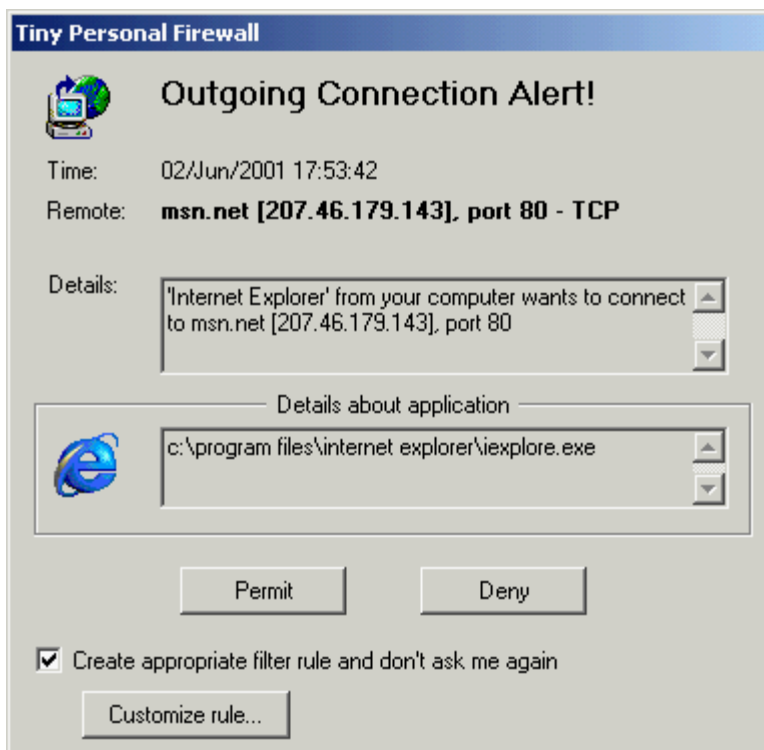 Tiny Personal Firewall
Outgoing Connection Alert!
Time: 02/Jun/2001 17:53:42
Remote: msn.net [207.46.179.143], port 80 - TCP
Details: 'Internet Explorer' from your computer wants to connect
to msn.net [207.46.179.143], port 80
Details about application
c:\program files\internet explorer\iexplore.exe
Permit Deny
Create appropriate filter rule and don't ask me again
Customize rule...